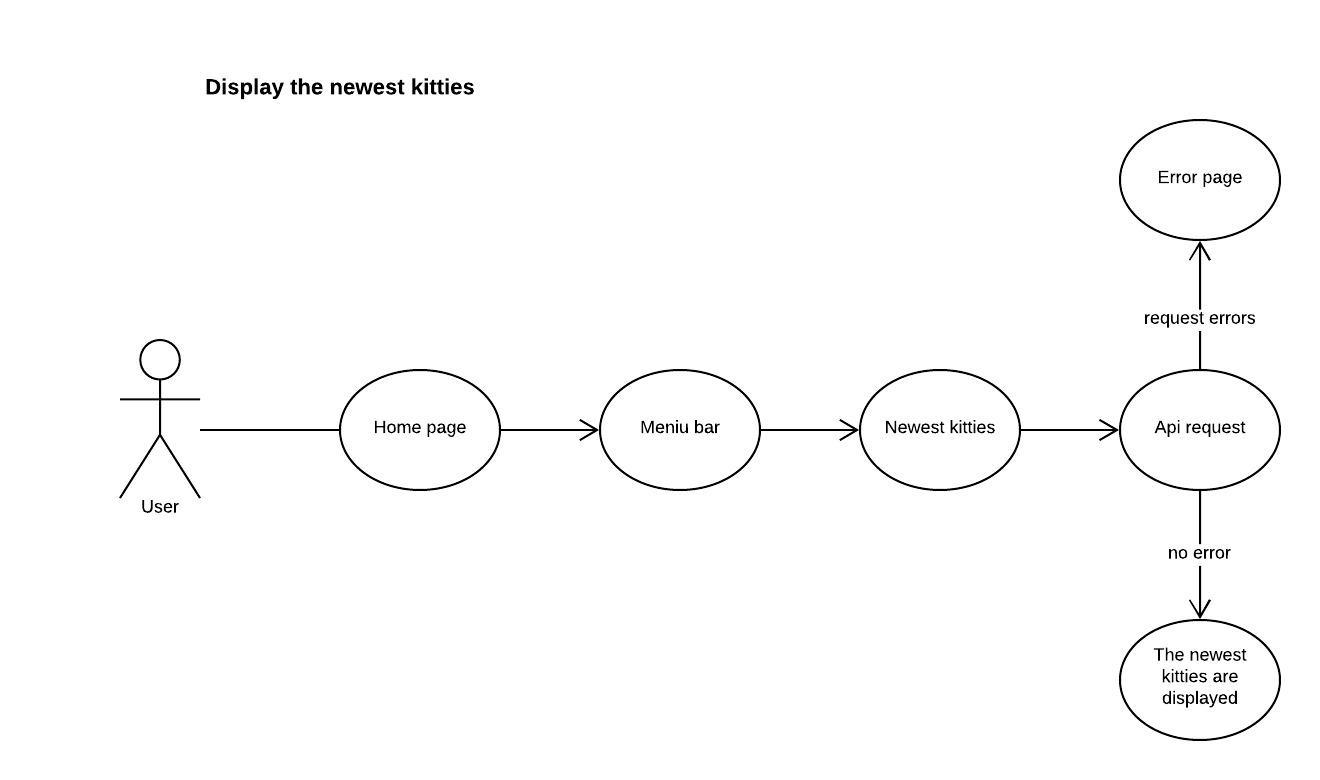 Display the newest kitties
Error page
request errors
User
Home page
Meniu bar
Newest kitties
Api request
no error
The newest
kitties are
displayed